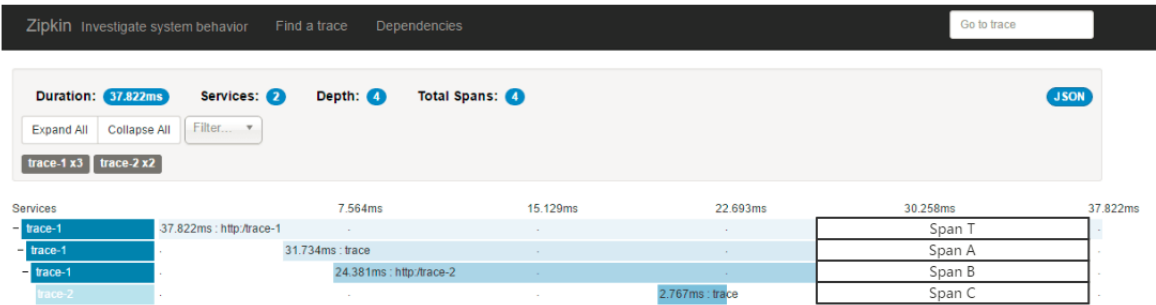 Zipkin Investigate system behavior Find a trace Dependencies Go to trace
Duration: 37.822ms Services: 2 Depth: 4 Total Spans: 4 JSON
Expand All Collapse All Filter...
trace-1 x3 trace-2 x2
Services 7.564ms 15.129ms 22.693ms 30.258ms 37.822ms
- trace-1 37.822ms : http:/trace-1 Span T
- trace-1 31.734ms : trace Span A
- trace-1 24.381ms : http:/trace-2 Span B
trace-2 2.767ms : trace Span C